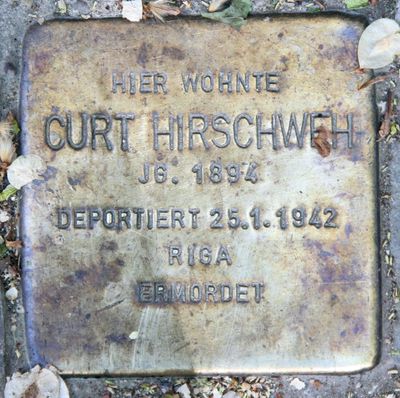 HIER WOHNTE
CURT HIRSCHWEH
JG. 1894
DEPORTIERT 25.1.1942
RIGA
ERMORDET